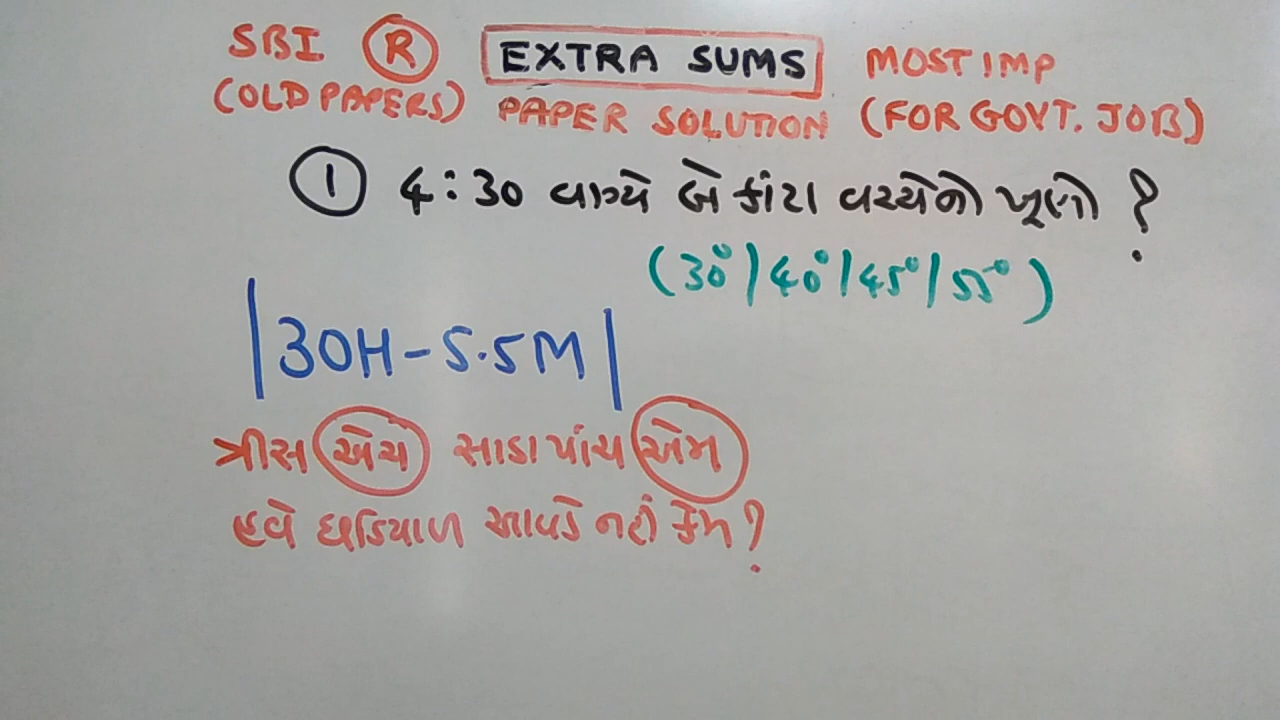 SBI R EXTRA SUMS MOST IMP
(OLD PAPERS) PAPER SOLUTION (FOR GOVT. JOB)
1 4:30 વાગ્યે બે કાંટા વચ્ચેનો ખૂણો ?
(30°/40°/45°/55°)
|30H-5.5M|
ત્રીસ એચ સાડા પાંચ એમ
હવે ઘડિયાળ આવડે નહીં કેમ?